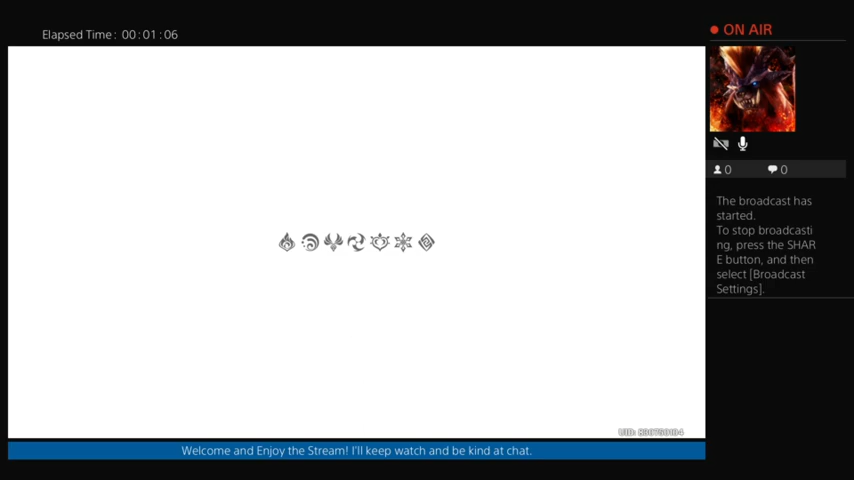 Elapsed Time: 00:01:06
ON AIR
0
0
The broadcast has
started.
To stop broadcasti
ng, press the SHAR
E button, and then
select [Broadcast
Settings].
Welcome and Enjoy the Stream! I'll keep watch and be kind at chat.